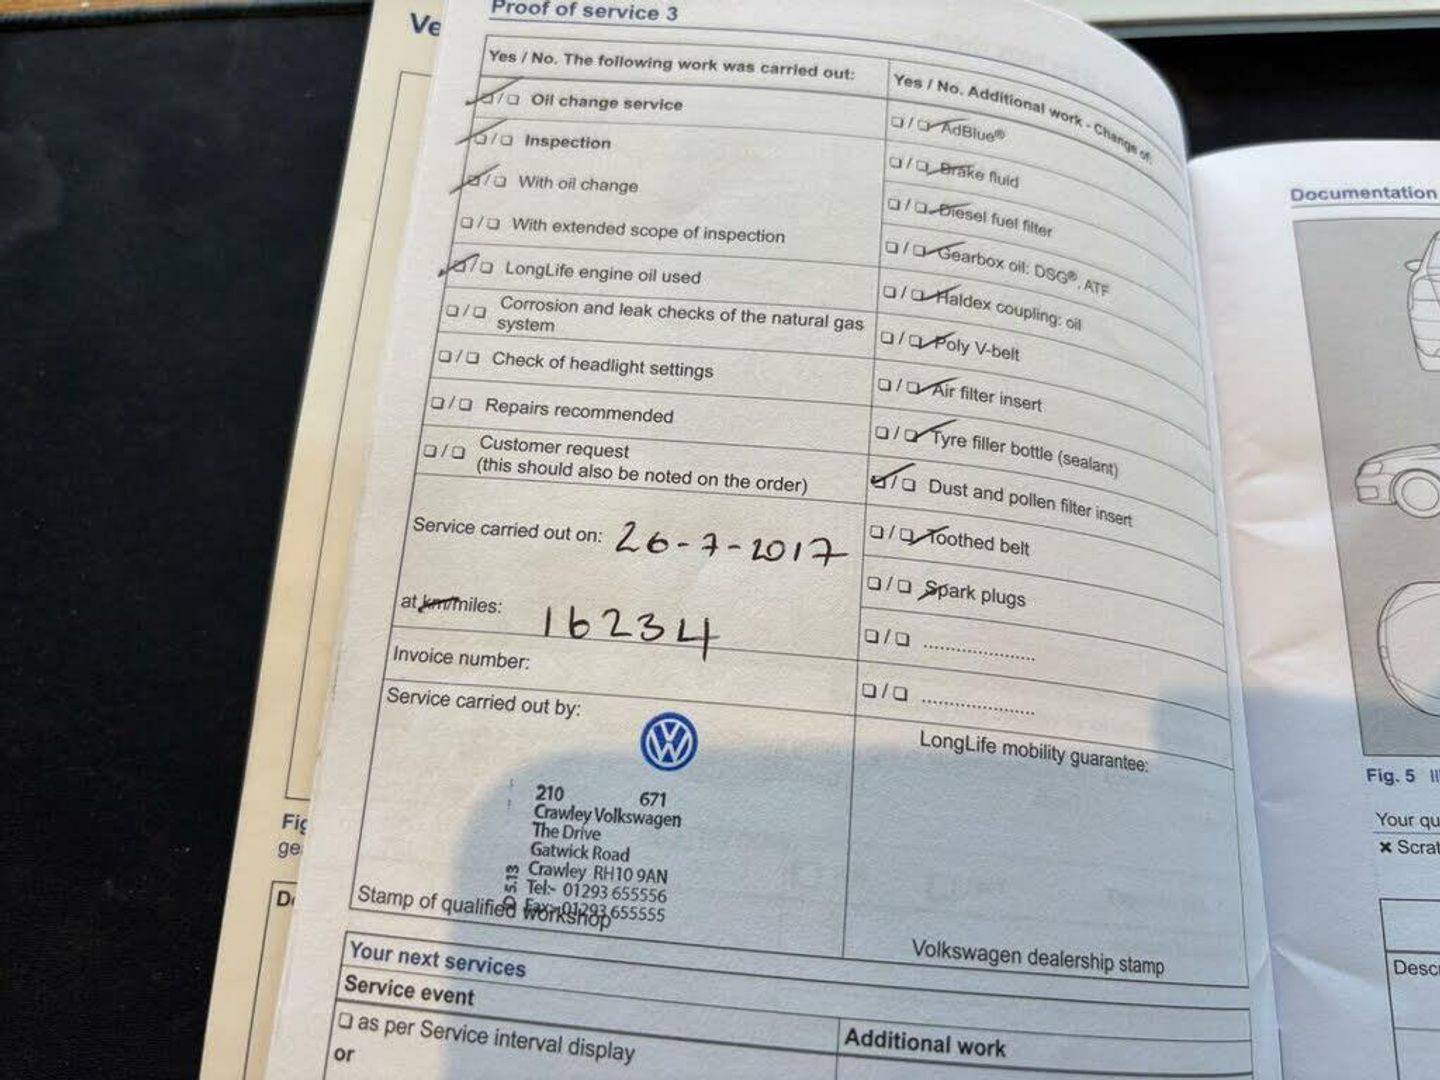 Ve
Proof of service 3
Yes / No. The following work was carried out:
❏/❏ Oil change service
❏/❏ Inspection
❏/❏ With oil change
❏/❏ With extended scope of inspection
❏/❏ LongLife engine oil used
❏/❏ Corrosion and leak checks of the natural gas
system
❏/❏ Check of headlight settings
❏/❏ Repairs recommended
❏/❏ Customer request
(this should also be noted on the order)
Service carried out on: 26-7-2017
at km/miles: 16234
Invoice number:
Service carried out by:
VW
210 671
Crawley Volkswagen
The Drive
Gatwick Road
Crawley RH10 9AN
Tel:- 01293 655556
Fax:- 01293 655555
5.13
Stamp of qualified workshop
Yes / No. Additional work - Change of:
❏/❏ AdBlue®
❏/❏ Brake fluid
❏/❏ Diesel fuel filter
❏/❏ Gearbox oil: DSG®, ATF
❏/❏ Haldex coupling: oil
❏/❏ Poly V-belt
❏/❏ Air filter insert
❏/❏ Tyre filler bottle (sealant)
❏/❏ Dust and pollen filter insert
❏/❏ Toothed belt
❏/❏ Spark plugs
❏/❏ ....................
❏/❏ ....................
LongLife mobility guarantee:
Volkswagen dealership stamp
Your next services
Service event
❏ as per Service interval display
or
Additional work
Fig
ge
Documentation
Fig. 5
Your qu
× Scrat
Desc